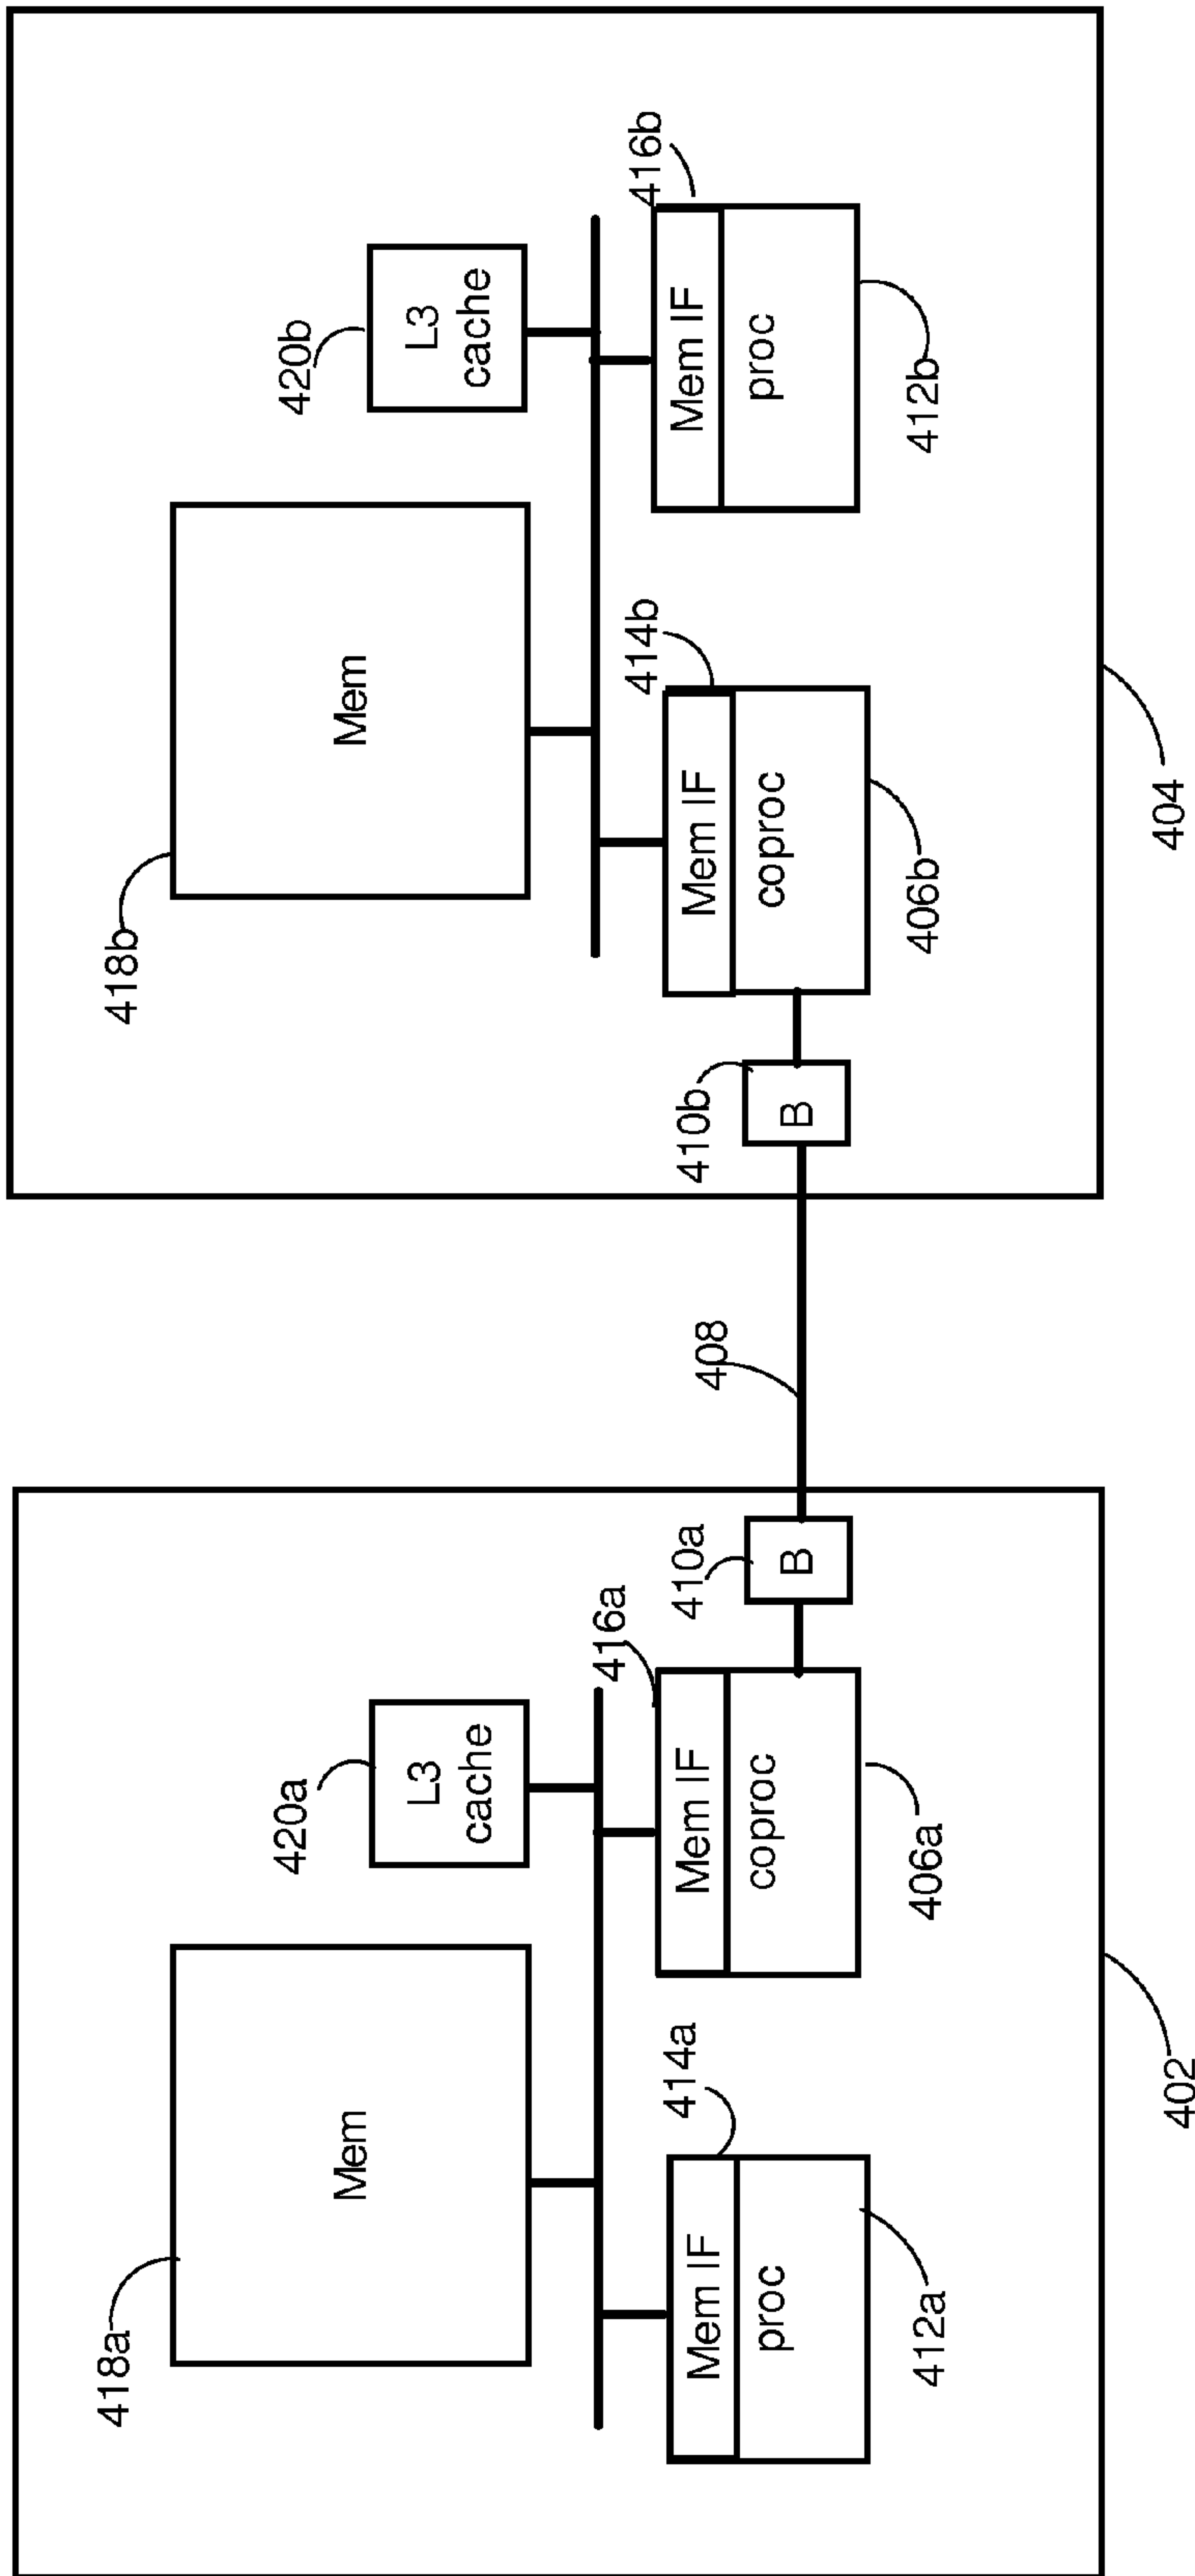 418a
Mem
420a
L3
cache
414a
Mem IF
proc
412a
416a
Mem IF
coproc
406a
410a
B
402
408
418b
Mem
420b
L3
cache
410b
B
414b
Mem IF
coproc
406b
416b
Mem IF
proc
412b
404